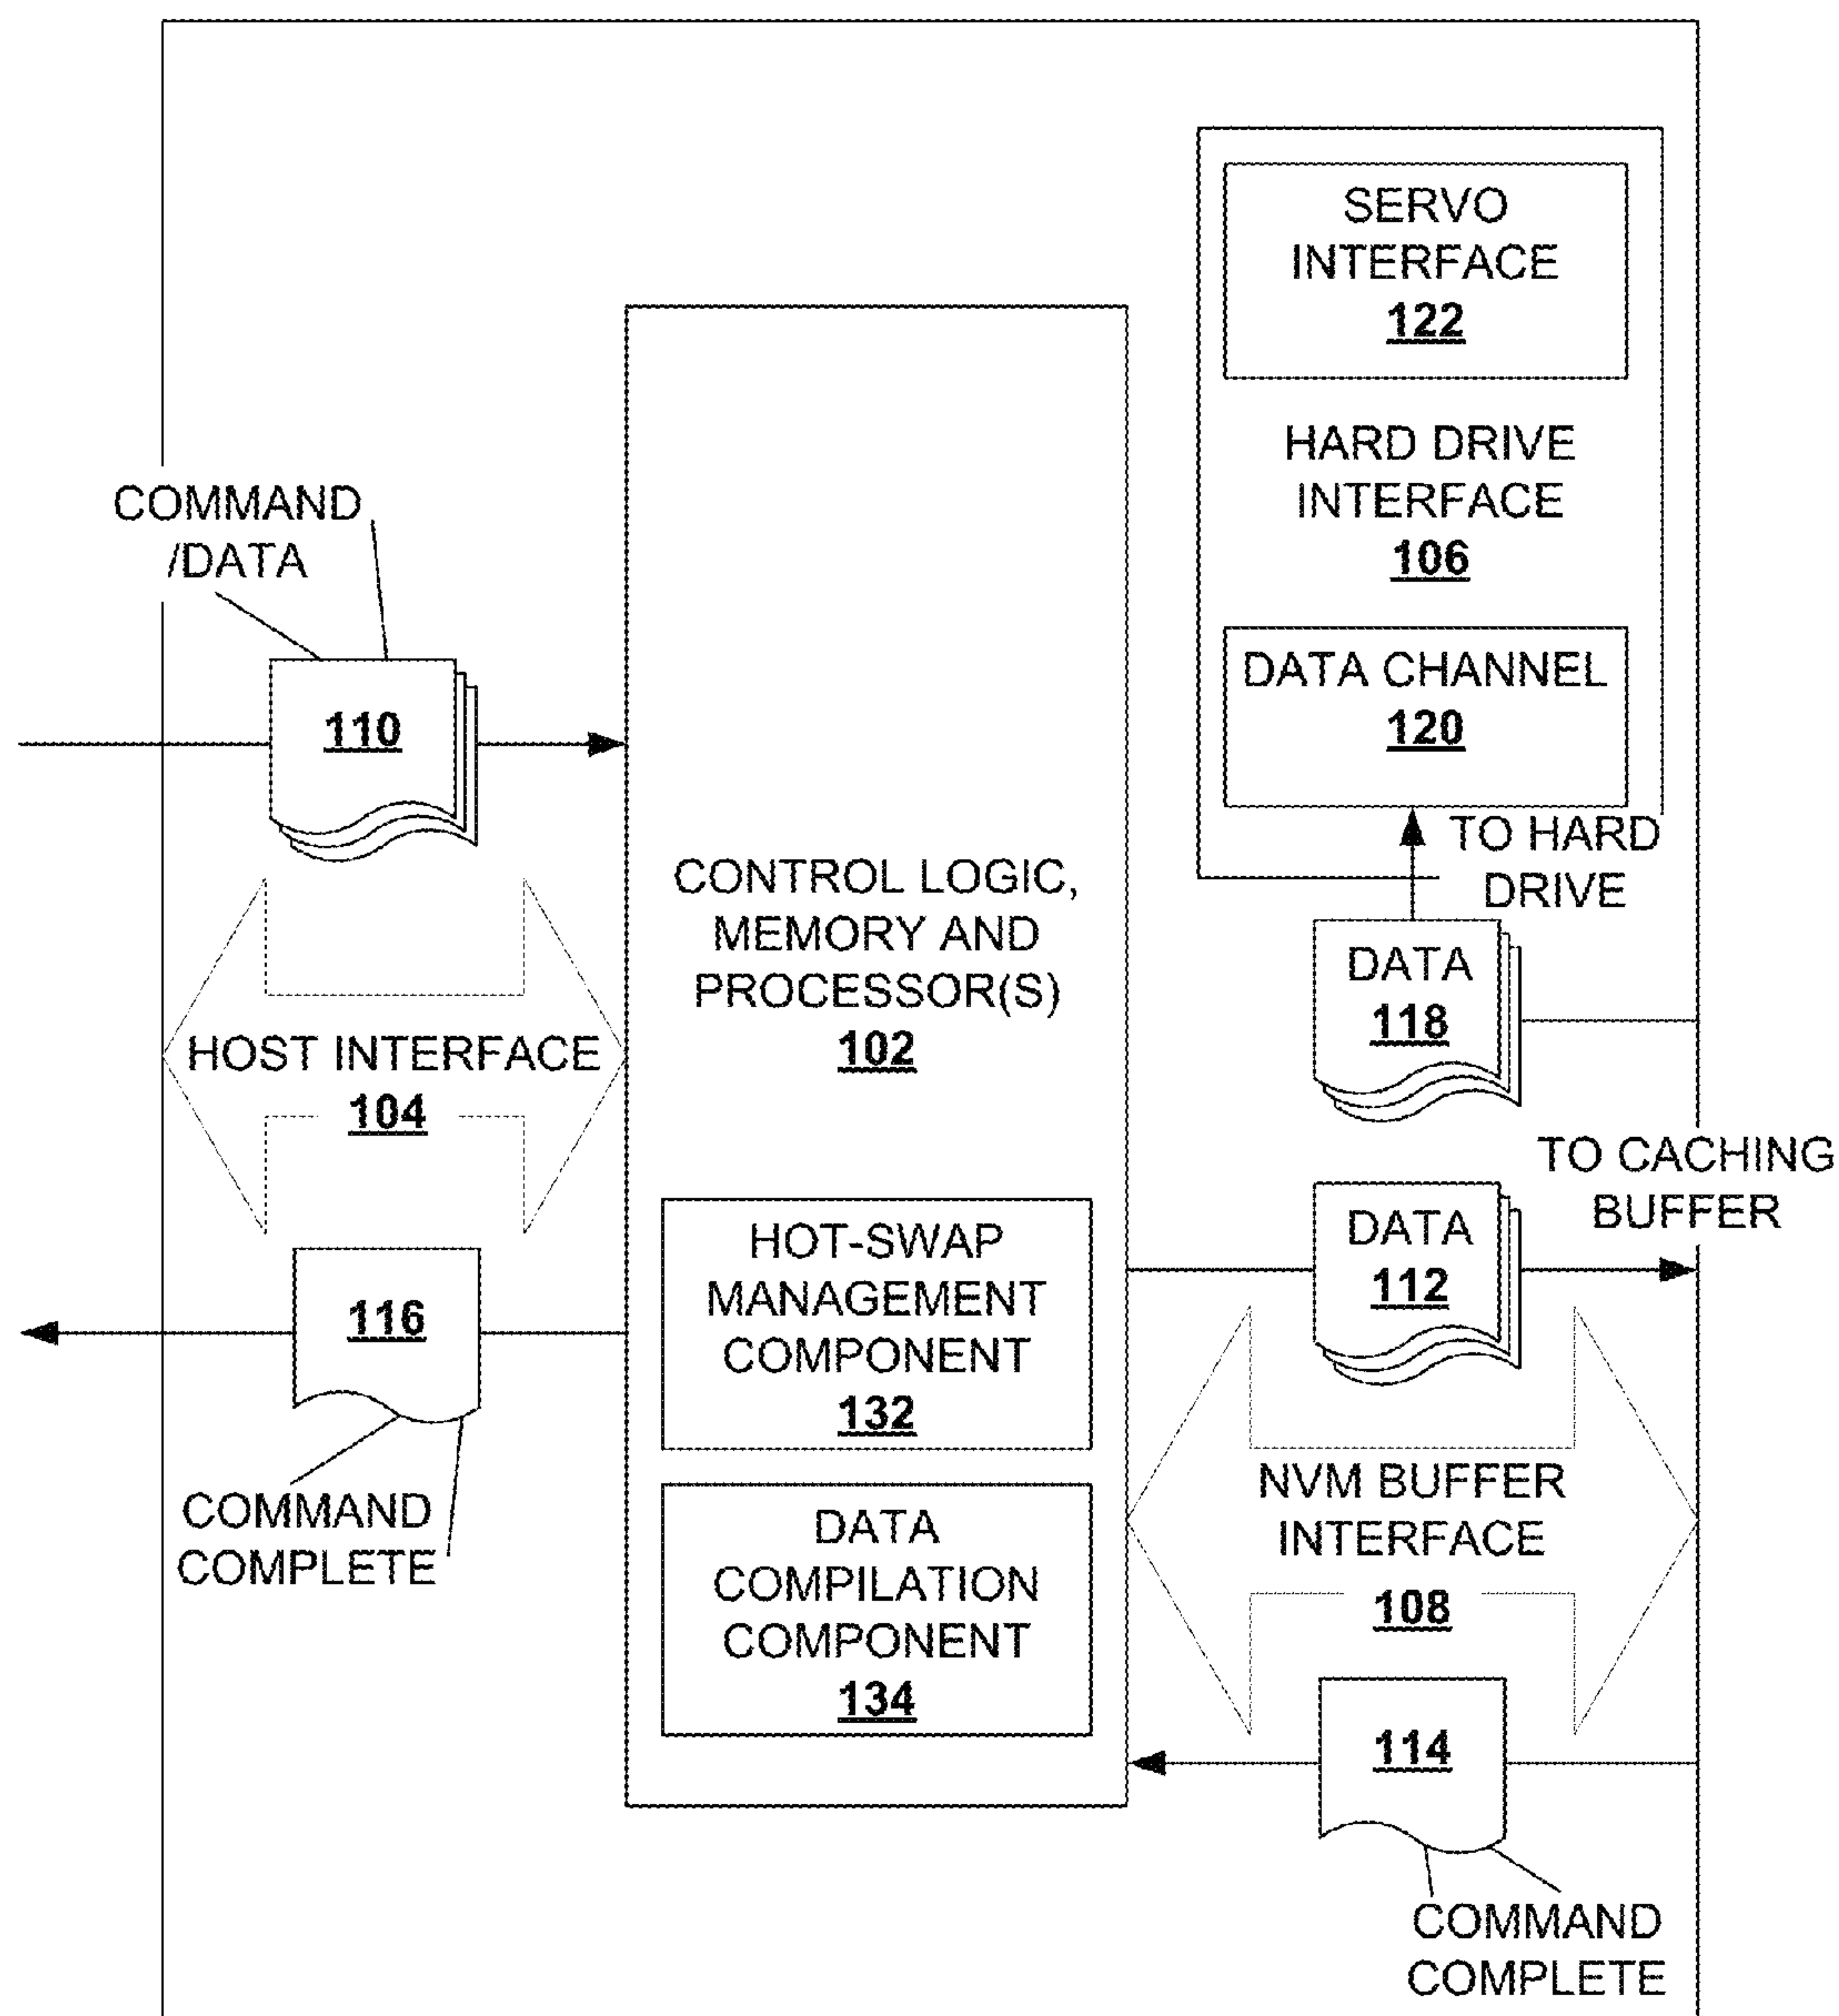 SERVO
INTERFACE
122
HARD DRIVE
INTERFACE
106
DATA CHANNEL
120
TO HARD
DRIVE
COMMAND
/DATA
110
CONTROL LOGIC,
MEMORY AND
PROCESSOR(S)
102
DATA
118
HOST INTERFACE
104
TO CACHING
BUFFER
DATA
112
HOT-SWAP
MANAGEMENT
COMPONENT
132
116
COMMAND
COMPLETE
NVM BUFFER
INTERFACE
108
DATA
COMPILATION
COMPONENT
134
114
COMMAND
COMPLETE